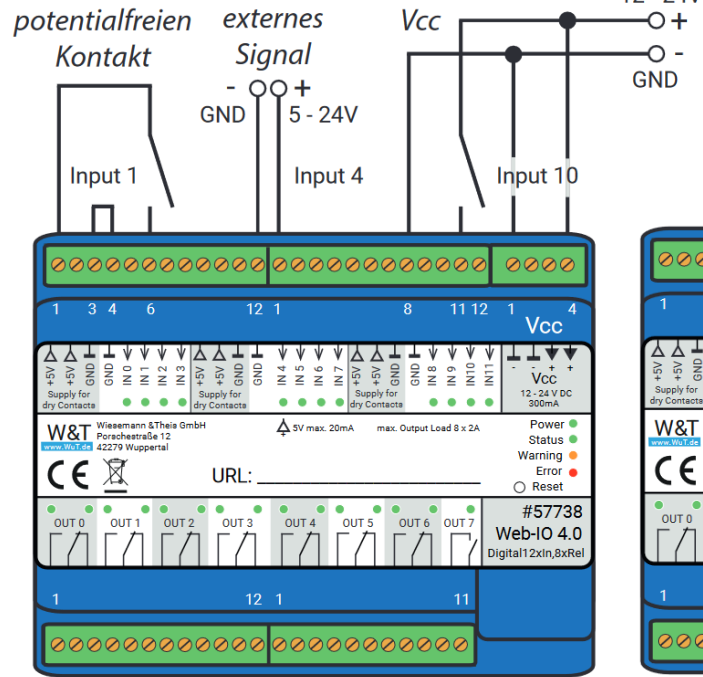 potentialfreien
Kontakt
externes
Signal
Vcc
+
-
GND
- +
GND 5 - 24V
Input 1
Input 4
Input 10
1 3 4 6 12 1 8 11 12 1 4
Vcc
+5V +5V GND GND IN 0 IN 1 IN 2 IN 3 +5V +5V GND GND IN 4 IN 5 IN 6 IN 7 +5V +5V GND GND IN 8 IN 9 IN10 IN11 - - + +
Supply for
dry Contacts
Supply for
dry Contacts
Supply for
dry Contacts
Vcc
12 - 24 V DC
300mA
W&T
www.WuT.de
Wiesemann &Theis GmbH
Porschestraße 12
42279 Wuppertal
5V max. 20mA max. Output Load 8 x 2A
Power
Status
Warning
Error
Reset
CE
URL:
OUT 0 OUT 1 OUT 2 OUT 3 OUT 4 OUT 5 OUT 6 OUT 7
#57738
Web-IO 4.0
Digital12xIn,8xRel
1 12 1 11
1
+5V +5V GND
Supply for
dry Contacts
W&T
www.WuT.de
CE
OUT 0
1